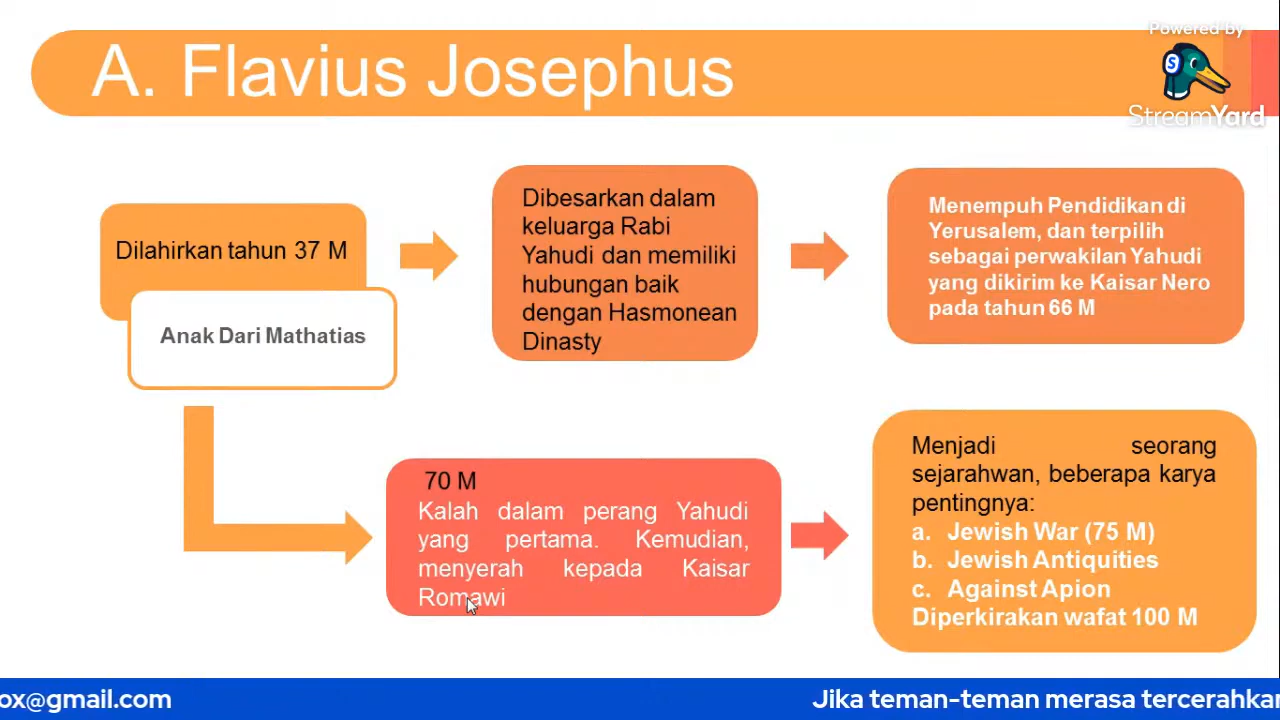 Powered by
A. Flavius Josephus
StreamYard
Dilahirkan tahun 37 M
Anak Dari Mathatias
Dibesarkan dalam
keluarga Rabi
Yahudi dan memiliki
hubungan baik
dengan Hasmonean
Dinasty
Menempuh Pendidikan di
Yerusalem, dan terpilih
sebagai perwakilan Yahudi
yang dikirim ke Kaisar Nero
pada tahun 66 M
70 M
Kalah dalam perang Yahudi
yang pertama. Kemudian,
menyerah kepada Kaisar
Romawi
Menjadi seorang
sejarahwan, beberapa karya
pentingnya:
a. Jewish War (75 M)
b. Jewish Antiquities
c. Against Apion
Diperkirakan wafat 100 M
ox@gmail.com
Jika teman-teman merasa tercerahkan